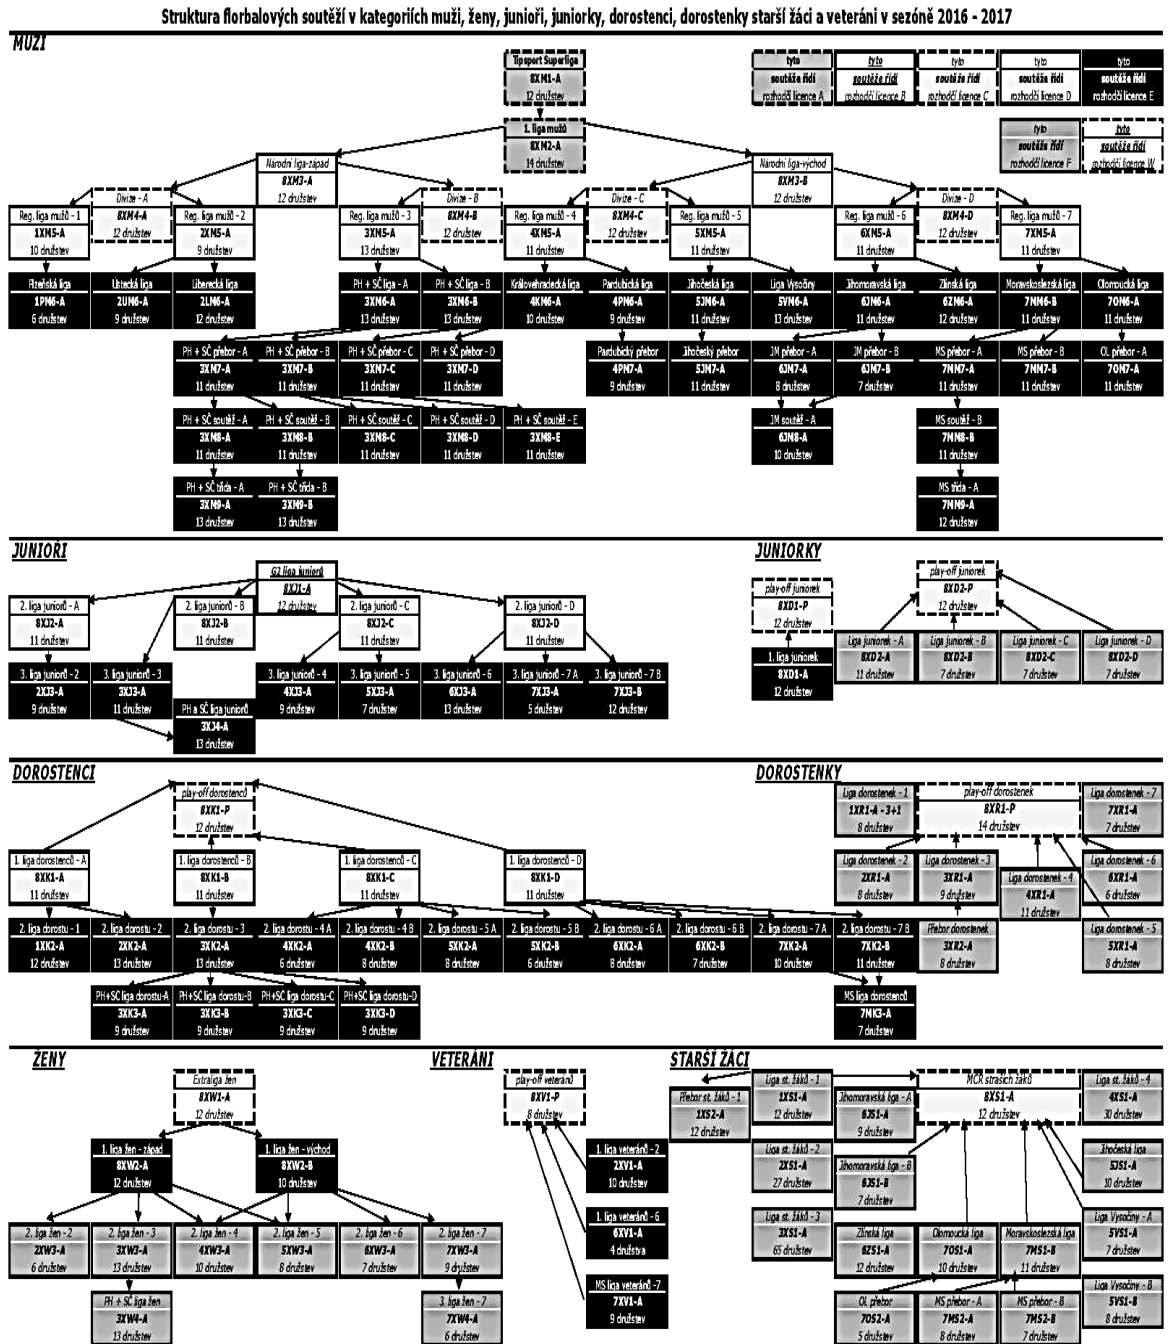 Struktura florbalových soutěží v kategoriích muži, ženy, junioři, juniorky, dorostenci, dorostenky starší žáci a veteráni v sezóně 2016 - 2017
MUŽI
Tipsport Superliga
8XM1-A
12 družstev
tyto
soutěže řídí
rozhodčí licence A
tyto
soutěže řídí
rozhodčí licence B
tyto
soutěže řídí
rozhodčí licence C
tyto
soutěže řídí
rozhodčí licence D
tyto
soutěže řídí
rozhodčí licence E
1. liga mužů
8XM2-A
14 družstev
tyto
soutěže řídí
rozhodčí licence F
tyto
soutěže řídí
rozhodčí licence W
Národní liga-západ
8XM3-A
12 družstev
Národní liga-východ
8XM3-B
12 družstev
Divize - A
8XM4-A
12 družstev
Divize - B
8XM4-B
12 družstev
Divize - C
8XM4-C
12 družstev
Divize - D
8XM4-D
12 družstev
Reg. liga mužů - 1
1XM5-A
10 družstev
Reg. liga mužů - 2
2XM5-A
9 družstev
Reg. liga mužů - 3
3XM5-A
13 družstev
Reg. liga mužů - 4
4XM5-A
11 družstev
Reg. liga mužů - 5
5XM5-A
11 družstev
Reg. liga mužů - 6
6XM5-A
11 družstev
Reg. liga mužů - 7
7XM5-A
11 družstev
Plzeňská liga
1PM6-A
6 družstev
Ústecká liga
2UM6-A
9 družstev
Liberecká liga
2LM6-A
12 družstev
PH + SČ liga - A
3XM6-A
13 družstev
PH + SČ liga - B
3XM6-B
13 družstev
Královehradecká liga
4KM6-A
10 družstev
Pardubická liga
4PM6-A
9 družstev
Jihočeská liga
5JM6-A
11 družstev
Liga Vysočiny
5VM6-A
13 družstev
Jihomoravská liga
6JM6-A
11 družstev
Zlínská liga
6ZM6-A
12 družstev
Moravskoslezská liga
7MM6-B
11 družstev
Olomoucká liga
7OM6-A
11 družstev
PH + SČ přebor - A
3XM7-A
11 družstev
PH + SČ přebor - B
3XM7-B
11 družstev
PH + SČ přebor - C
3XM7-C
11 družstev
PH + SČ přebor - D
3XM7-D
11 družstev
Pardubický přebor
4PM7-A
9 družstev
Jihočeský přebor
5JM7-A
11 družstev
JM přebor - A
6JM7-A
8 družstev
JM přebor - B
6JM7-B
7 družstev
MS přebor - A
7MM7-A
11 družstev
MS přebor - B
7MM7-B
11 družstev
OL přebor - A
7OM7-A
11 družstev
PH + SČ soutěž - A
3XM8-A
11 družstev
PH + SČ soutěž - B
3XM8-B
11 družstev
PH + SČ soutěž - C
3XM8-C
11 družstev
PH + SČ soutěž - D
3XM8-D
11 družstev
PH + SČ soutěž - E
3XM8-E
11 družstev
JM soutěž - A
6JM8-A
10 družstev
MS soutěž - B
7MM8-B
11 družstev
PH + SČ třída - A
3XM9-A
13 družstev
PH + SČ třída - B
3XM9-B
13 družstev
MS třída - A
7MM9-A
12 družstev
JUNIOŘI
G2 liga juniorů
8XJ1-A
12 družstev
2. liga juniorů - A
8XJ2-A
11 družstev
2. liga juniorů - B
8XJ2-B
11 družstev
2. liga juniorů - C
8XJ2-C
11 družstev
2. liga juniorů - D
8XJ2-D
11 družstev
3. liga juniorů - 2
2XJ3-A
9 družstev
3. liga juniorů - 3
3XJ3-A
11 družstev
3. liga juniorů - 4
4XJ3-A
9 družstev
3. liga juniorů - 5
5XJ3-A
7 družstev
3. liga juniorů - 6
6XJ3-A
13 družstev
3. liga juniorů - 7 A
7XJ3-A
5 družstev
3. liga juniorů - 7 B
7XJ3-B
12 družstev
PH a SČ liga juniorů
3XJ4-A
13 družstev
JUNIORKY
play-off juniorek
8XD1-P
12 družstev
play-off juniorek
8XD2-P
12 družstev
1. liga juniorek
8XD1-A
12 družstev
Liga juniorek - A
8XD2-A
11 družstev
Liga juniorek - B
8XD2-B
7 družstev
Liga juniorek - C
8XD2-C
7 družstev
Liga juniorek - D
8XD2-D
7 družstev
DOROSTENCI
play-off dorostenců
8XK1-P
12 družstev
1. liga dorostenců - A
8XK1-A
11 družstev
1. liga dorostenců - B
8XK1-B
11 družstev
1. liga dorostenců - C
8XK1-C
11 družstev
1. liga dorostenců - D
8XK1-D
11 družstev
2. liga dorostu - 1
1XK2-A
12 družstev
2. liga dorostu - 2
2XK2-A
13 družstev
2. liga dorostu - 3
3XK2-A
13 družstev
2. liga dorostu - 4 A
4XK2-A
6 družstev
2. liga dorostu - 4 B
4XK2-B
8 družstev
2. liga dorostu - 5 A
5XK2-A
8 družstev
2. liga dorostu - 5 B
5XK2-B
6 družstev
2. liga dorostu - 6 A
6XK2-A
8 družstev
2. liga dorostu - 6 B
6XK2-B
7 družstev
2. liga dorostu - 7 A
7XK2-A
10 družstev
2. liga dorostu - 7 B
7XK2-B
11 družstev
PH+SČ liga dorostu-A
3XK3-A
9 družstev
PH+SČ liga dorostu-B
3XK3-B
9 družstev
PH+SČ liga dorostu-C
3XK3-C
9 družstev
PH+SČ liga dorostu-D
3XK3-D
9 družstev
MS liga dorostenců
7MK3-A
7 družstev
DOROSTENKY
Liga dorostenek - 1
1XR1-A - 3+1
8 družstev
play-off dorostenek
8XR1-P
14 družstev
Liga dorostenek - 7
7XR1-A
7 družstev
Liga dorostenek - 2
2XR1-A
8 družstev
Liga dorostenek - 3
3XR1-A
9 družstev
Liga dorostenek - 4
4XR1-A
11 družstev
Liga dorostenek - 6
6XR1-A
6 družstev
Přebor dorostenek
3XR2-A
8 družstev
Liga dorostenek - 5
5XR1-A
8 družstev
ŽENY
Extraliga žen
8XW1-A
12 družstev
1. liga žen - západ
8XW2-A
12 družstev
1. liga žen - východ
8XW2-B
10 družstev
2. liga žen - 2
2XW3-A
6 družstev
2. liga žen - 3
3XW3-A
13 družstev
2. liga žen - 4
4XW3-A
10 družstev
2. liga žen - 5
5XW3-A
8 družstev
2. liga žen - 6
6XW3-A
7 družstev
2. liga žen - 7
7XW3-A
9 družstev
PH + SČ liga žen
3XW4-A
13 družstev
3. liga žen - 7
7XW4-A
6 družstev
VETERÁNI
play-off veteránů
8XV1-P
8 družstev
1. liga veteránů - 2
2XV1-A
10 družstev
1. liga veteránů - 6
6XV1-A
4 družstva
MS liga veteránů -7
7XV1-A
9 družstev
STARŠÍ ŽÁCI
Přebor st. žáků - 1
1XS2-A
12 družstev
Liga st. žáků - 1
1XS1-A
12 družstev
Jihomoravská liga - A
6JS1-A
9 družstev
MČR strašich žáků
8XS1-A
12 družstev
Liga st. žáků - 4
4XS1-A
30 družstev
Liga st. žáků - 2
2XS1-A
27 družstev
Jihomoravská liga - B
6JS1-B
7 družstev
Jihočeská liga
5JS1-A
10 družstev
Liga st. žáků - 3
3XS1-A
65 družstev
Zlínská liga
6ZS1-A
12 družstev
Olomoucká liga
7OS1-A
10 družstev
Moravskoslezská liga
7MS1-B
11 družstev
Liga Vysočiny - A
5VS1-A
7 družstev
OL přebor
7OS2-A
5 družstev
MS přebor - A
7MS2-A
8 družstev
MS přebor - B
7MS2-B
7 družstev
Liga Vysočiny - B
5VS1-B
8 družstev